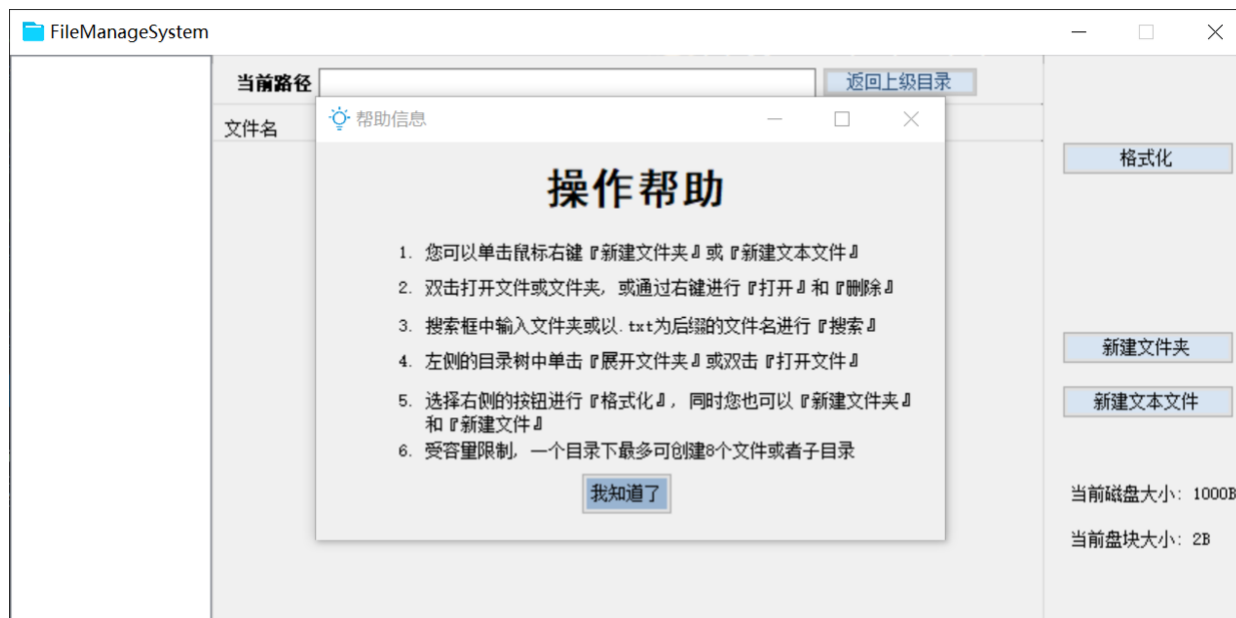 FileManageSystem
当前路径
返回上级目录
文件名
帮助信息
操作帮助
1. 您可以单击鼠标右键『新建文件夹』或『新建文本文件』
2. 双击打开文件或文件夹, 或通过右键进行『打开』和『删除』
3. 搜索框中输入文件夹或以.txt为后缀的文件名进行『搜索』
4. 左侧的目录树中单击『展开文件夹』或双击『打开文件』
5. 选择右侧的按钮进行『格式化』, 同时您也可以『新建文件夹』
和『新建文件』
6. 受容量限制, 一个目录下最多可创建8个文件或者子目录
我知道了
格式化
新建文件夹
新建文本文件
当前磁盘大小: 1000B
当前盘块大小: 2B